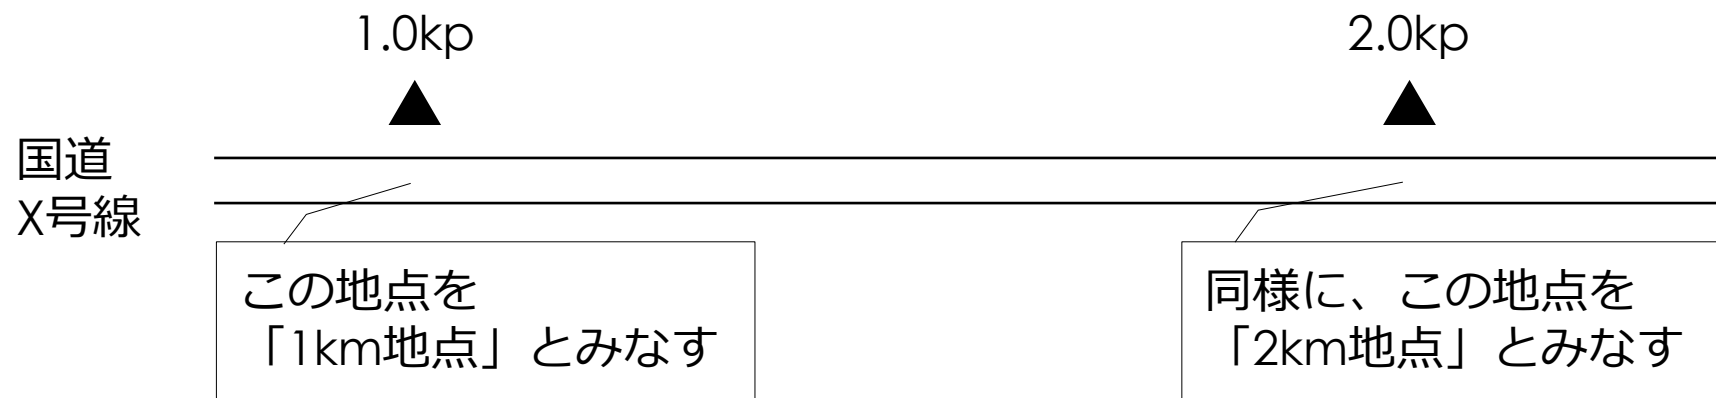 1.0kp
2.0kp
国道
X号線
この地点を
「1km地点」とみなす
同様に、この地点を
「2km地点」とみなす